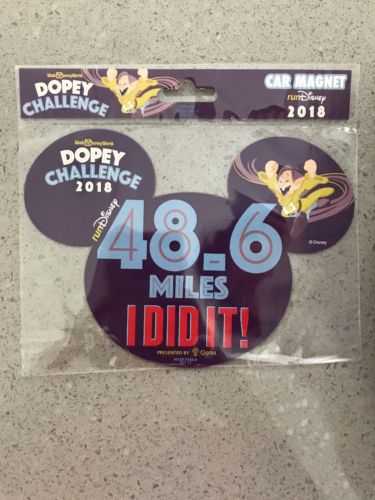 Walt Disney World
DOPEY
CHALLENGE
CAR MAGNET
runDisney
2018
Walt Disney World
DOPEY
CHALLENGE
2018
runDisney
© Disney
48.6
MILES
I DID IT!
PRESENTED BY Cigna